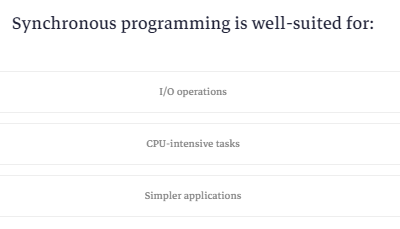 Synchronous programming is well-suited for:
I/O operations
CPU-intensive tasks
Simpler applications